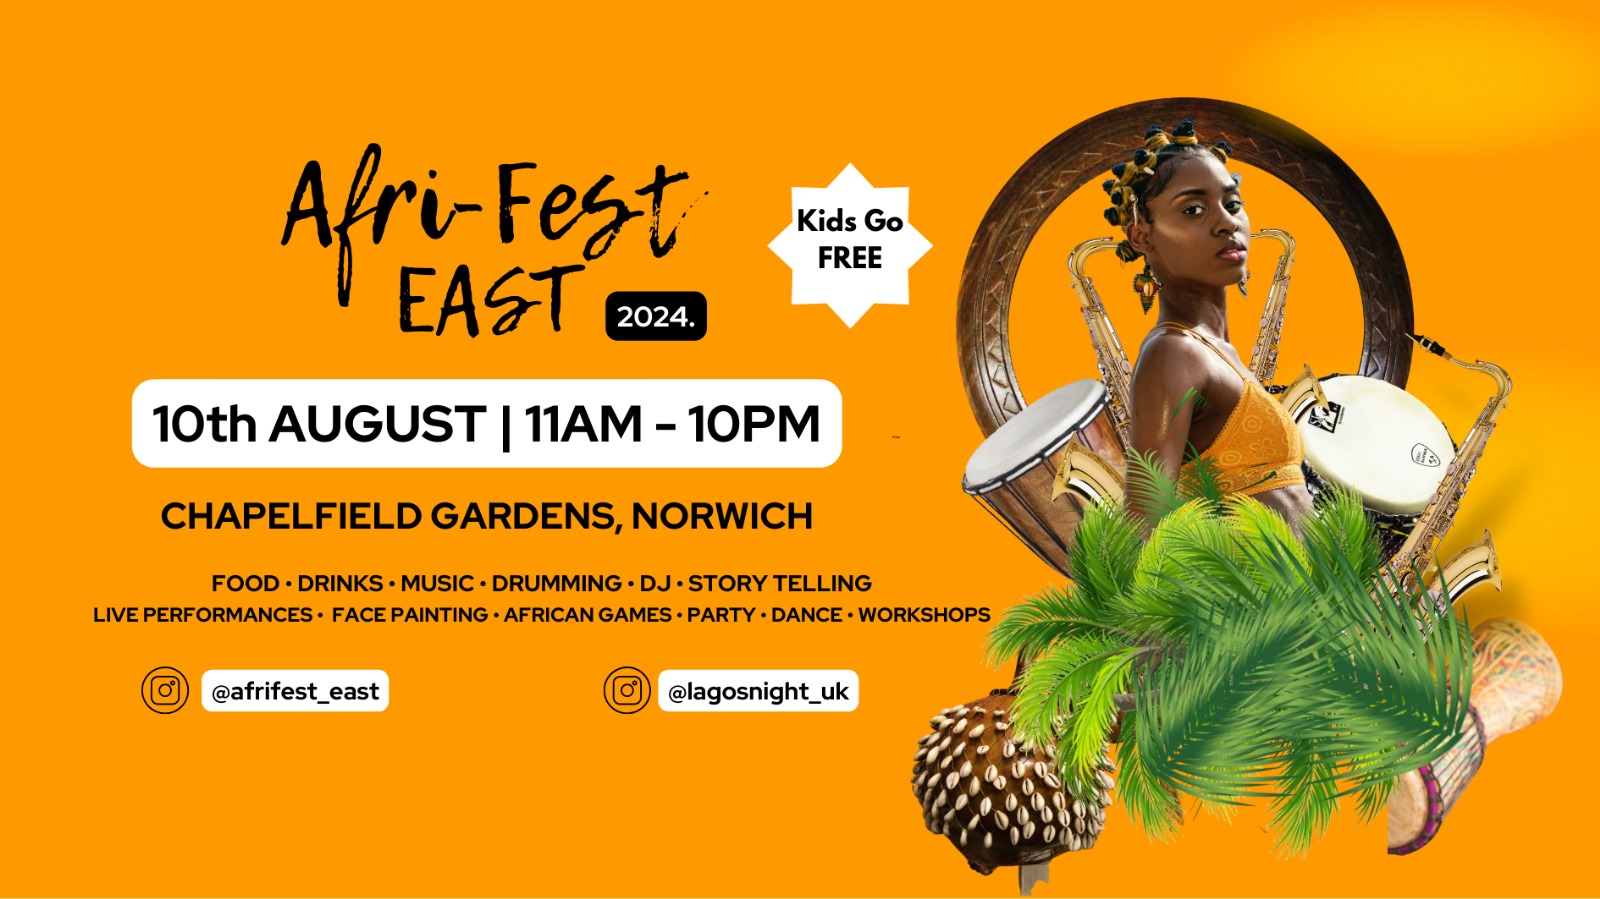 Afri-Fest
EAST
2024.
Kids Go
FREE
10th AUGUST | 11AM - 10PM
CHAPELFIELD GARDENS, NORWICH
FOOD • DRINKS • MUSIC • DRUMMING • DJ • STORY TELLING
LIVE PERFORMANCES • FACE PAINTING • AFRICAN GAMES • PARTY • DANCE • WORKSHOPS
@afrifest_east
@lagosnight_uk